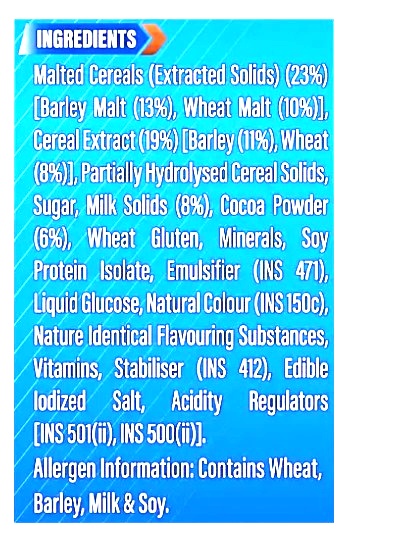 INGREDIENTS
Malted Cereals (Extracted Solids) (23%)
[Barley Malt (13%), Wheat Malt (10%)],
Cereal Extract (19%) [Barley (11%), Wheat
(8%)], Partially Hydrolysed Cereal Solids,
Sugar, Milk Solids (8%), Cocoa Powder
(6%), Wheat Gluten, Minerals, Soy
Protein Isolate, Emulsifier (INS 471),
Liquid Glucose, Natural Colour (INS 150c),
Nature Identical Flavouring Substances,
Vitamins, Stabiliser (INS 412), Edible
Iodized Salt, Acidity Regulators
[INS 501(ii), INS 500(ii)].
Allergen Information: Contains Wheat,
Barley, Milk & Soy.